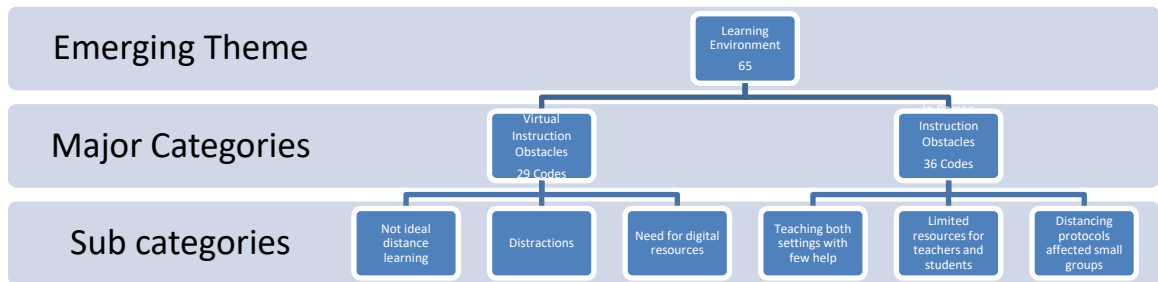 Emerging Theme
Learning
Environment
65
Major Categories
Virtual
Instruction
Obstacles
29 Codes
In-Person
Instruction
Obstacles
36 Codes
Sub categories
Not ideal
distance
learning
Distractions
Need for digital
resources
Teaching both
settings with
few help
Limited
resources for
teachers and
students
Distancing
protocols
affected small
groups